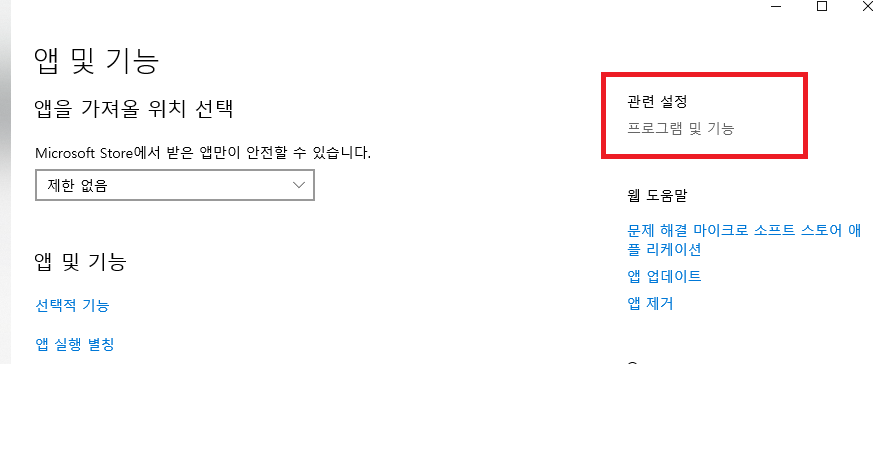 앱 및 기능
앱을 가져올 위치 선택
Microsoft Store에서 받은 앱만이 안전할 수 있습니다.
제한 없음
앱 및 기능
선택적 기능
앱 실행 별칭
관련 설정
프로그램 및 기능
웹 도움말
문제 해결 마이크로 소프트 스토어 애
플 리케이션
앱 업데이트
앱 제거